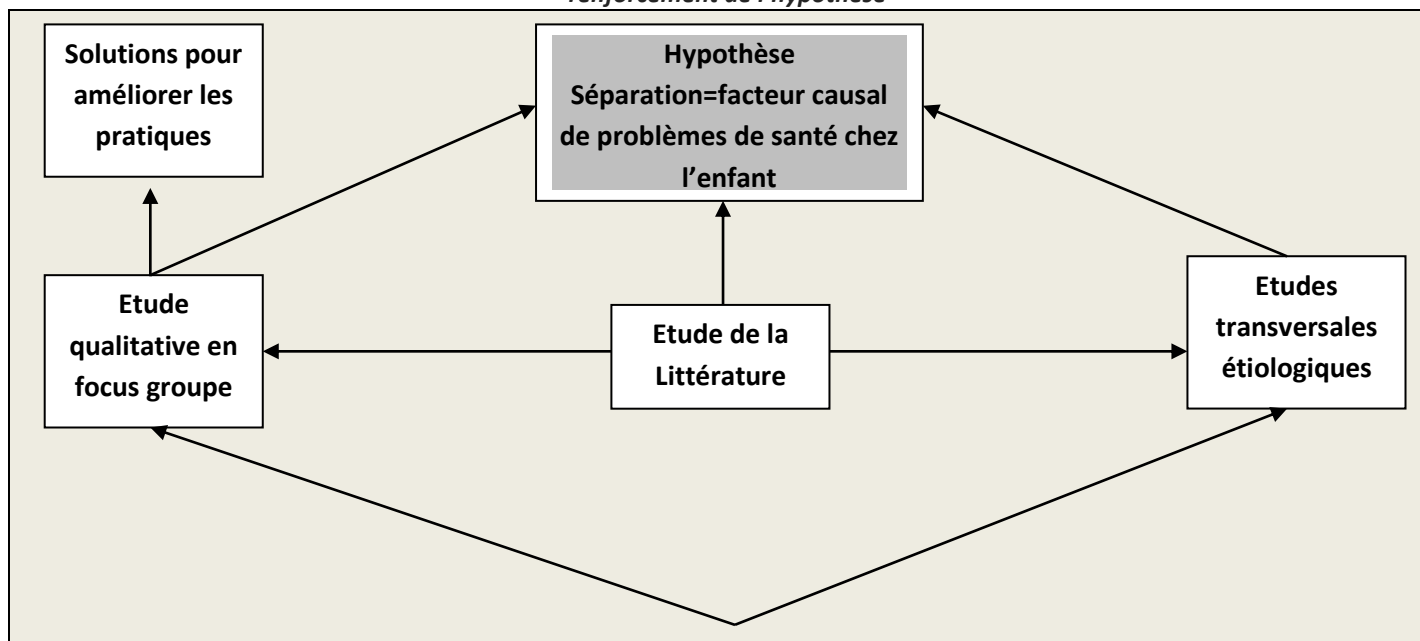 renforcement de l'hypothèse
Solutions pour
améliorer les
pratiques
Hypothèse
Séparation=facteur causal
de problèmes de santé chez
l'enfant
Etude
qualitative en
focus groupe
Etude de la
Littérature
Etudes
transversales
étiologiques